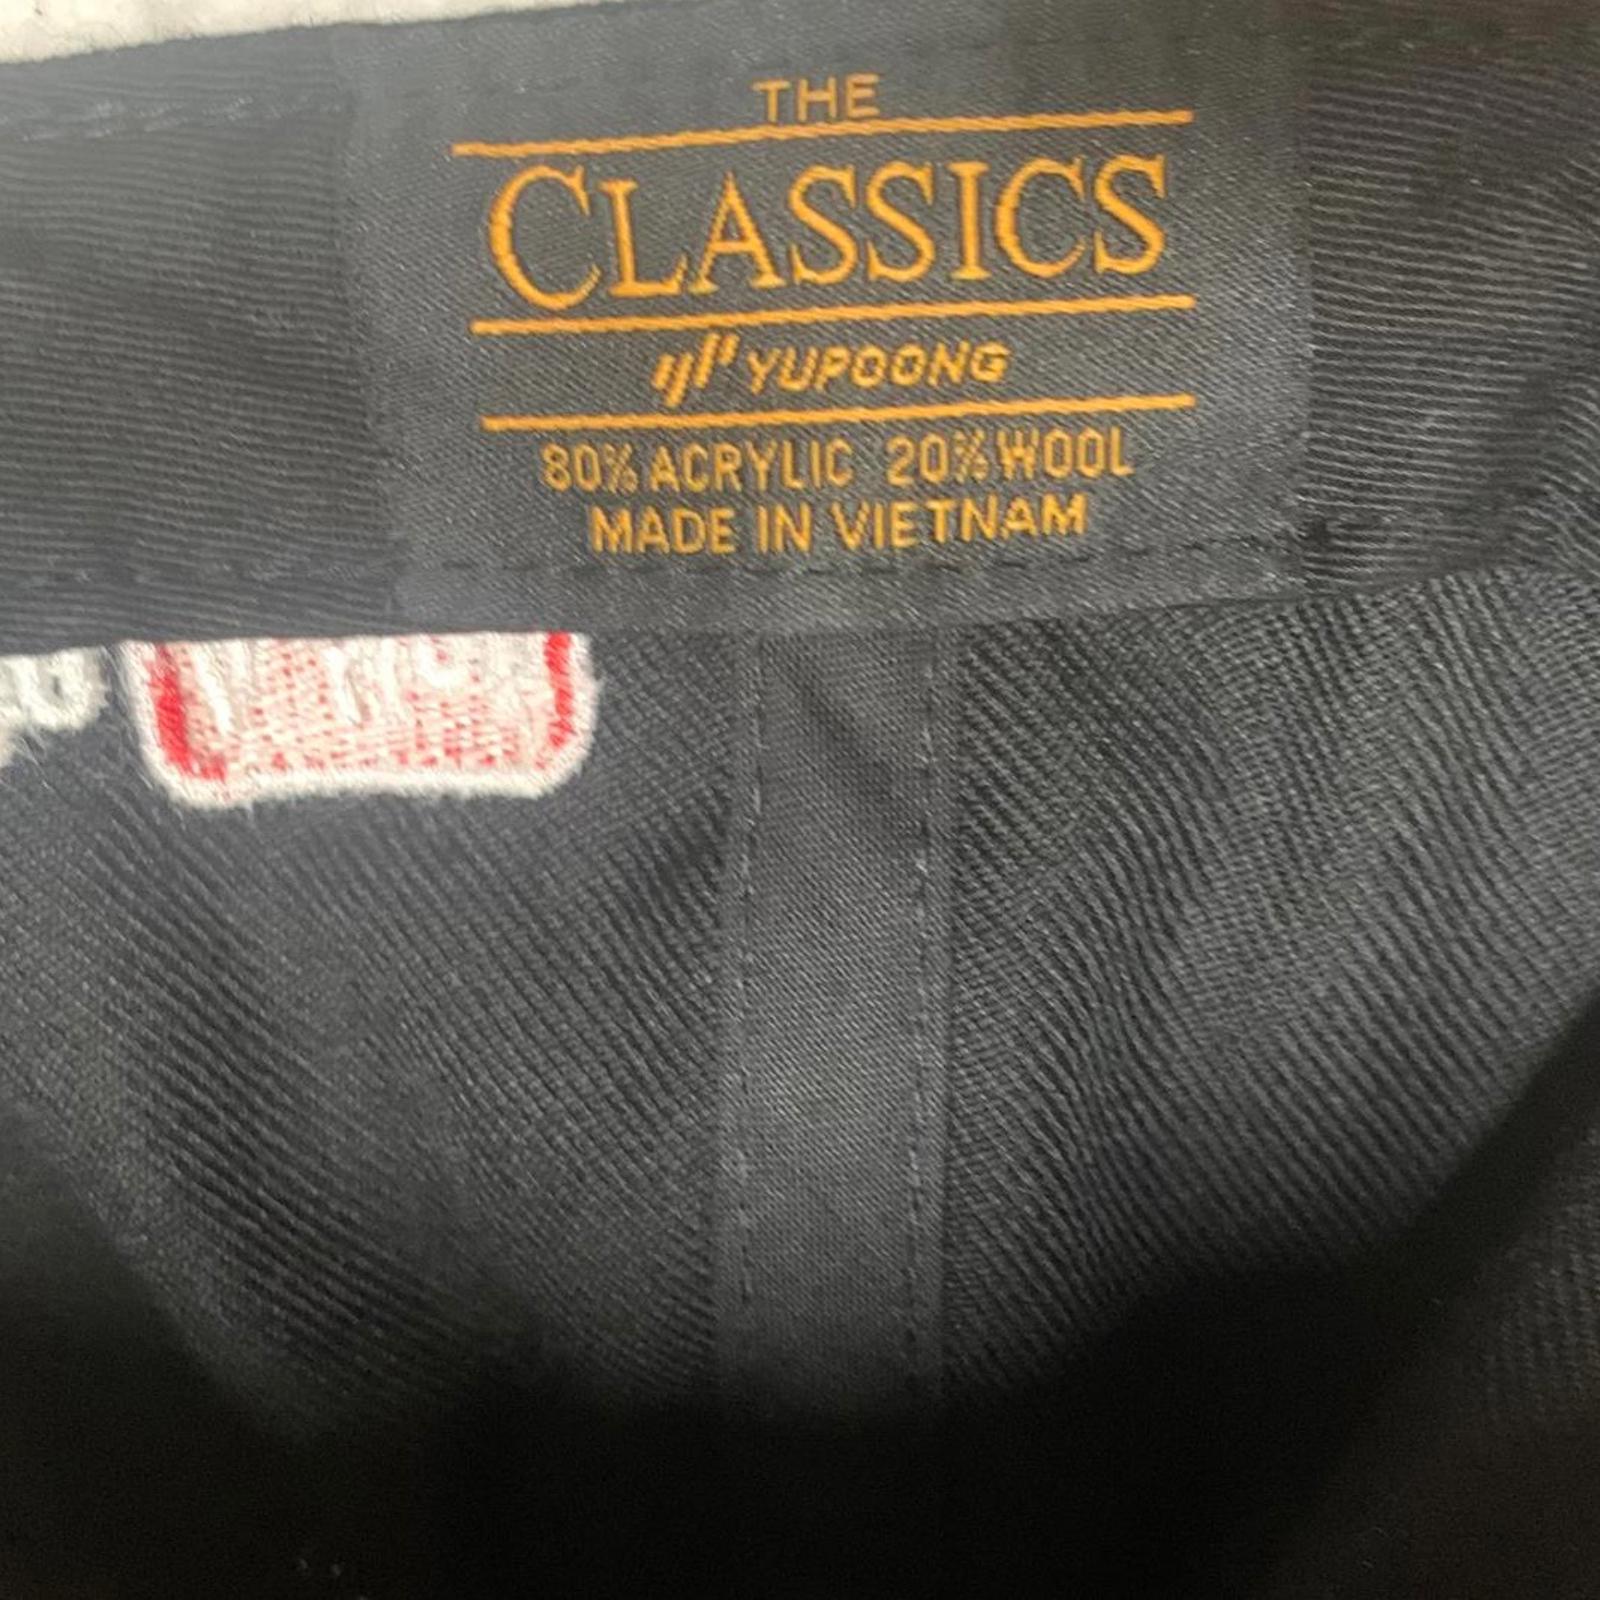 THE
CLASSICS
YUPOONG
80% ACRYLIC 20% WOOL
MADE IN VIETNAM